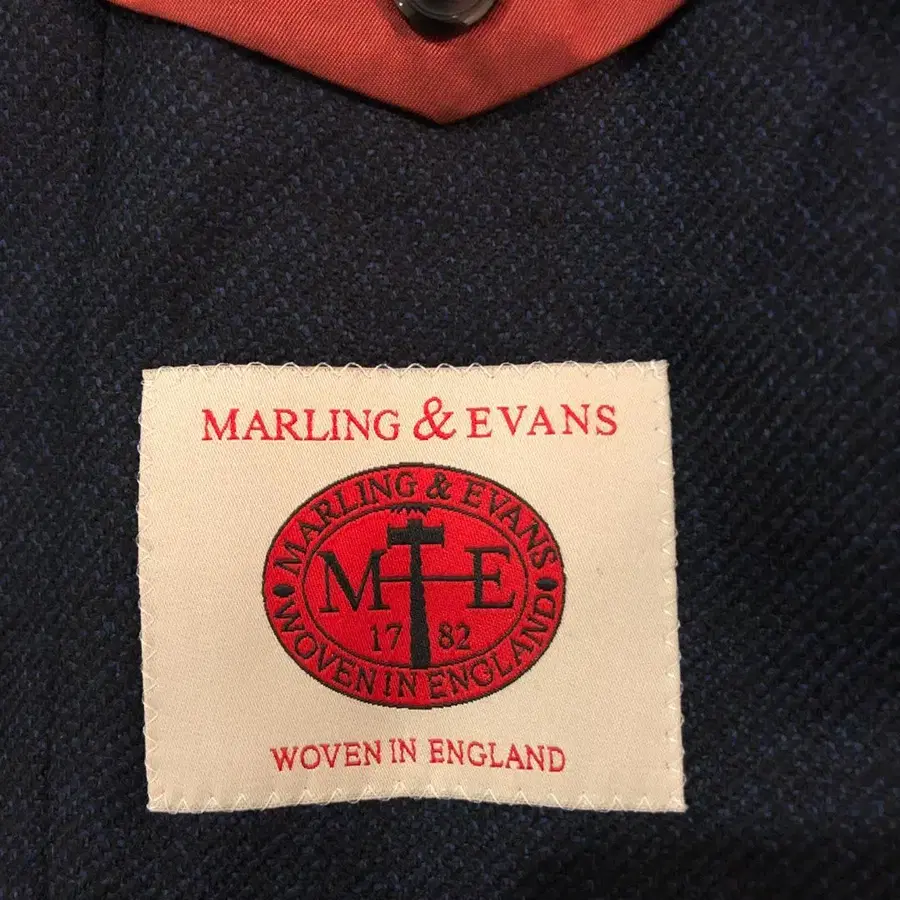 MARLING & EVANS
MARLING & EVANS
M E
17 82
WOVEN IN ENGLAND
WOVEN IN ENGLAND